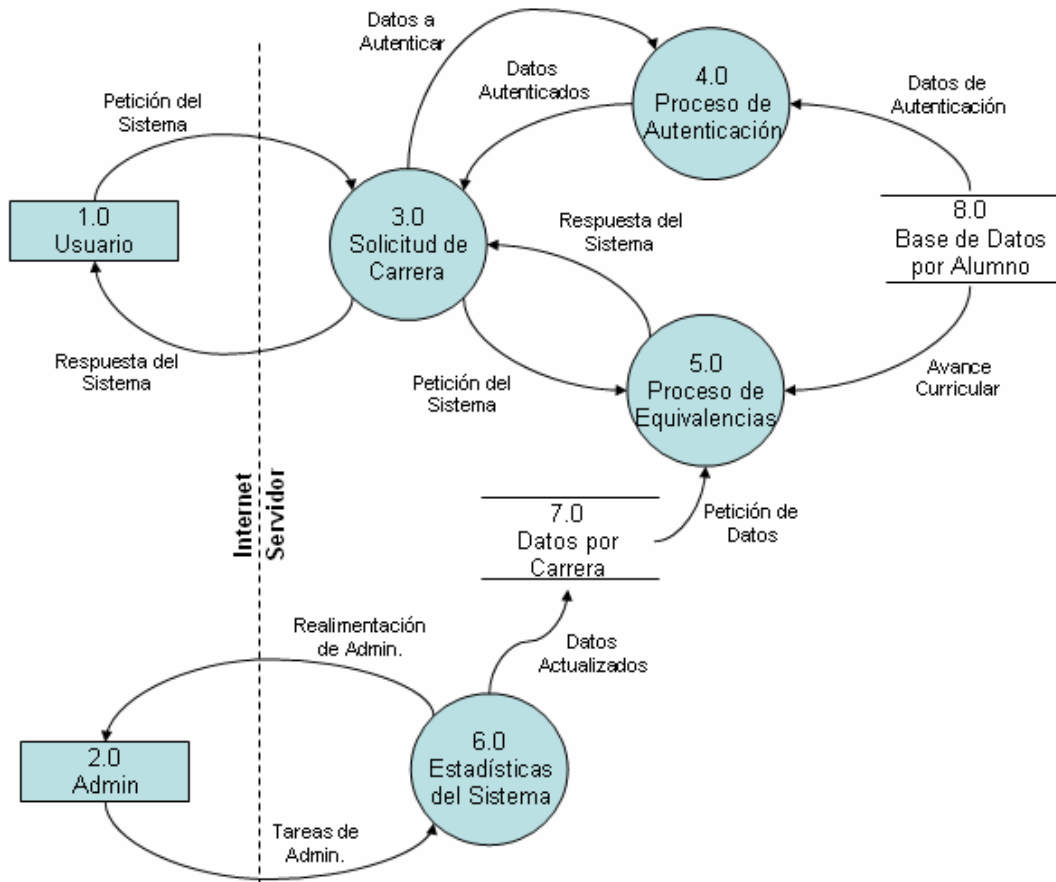 Datos a
Autenticar
Datos
Autenticados
4.0
Proceso de
Autenticación
Datos de
Autenticación
Petición del
Sistema
1.0
Usuario
3.0
Solicitud de
Carrera
Respuesta del
Sistema
8.0
Base de Datos
por Alumno
Respuesta del
Sistema
Petición del
Sistema
5.0
Proceso de
Equivalencias
Avance
Curricular
Internet
Servidor
7.0
Datos por
Carrera
Petición de
Datos
Realimentación
de Admin.
Datos
Actualizados
2.0
Admin
6.0
Estadísticas
del Sistema
Tareas de
Admin.